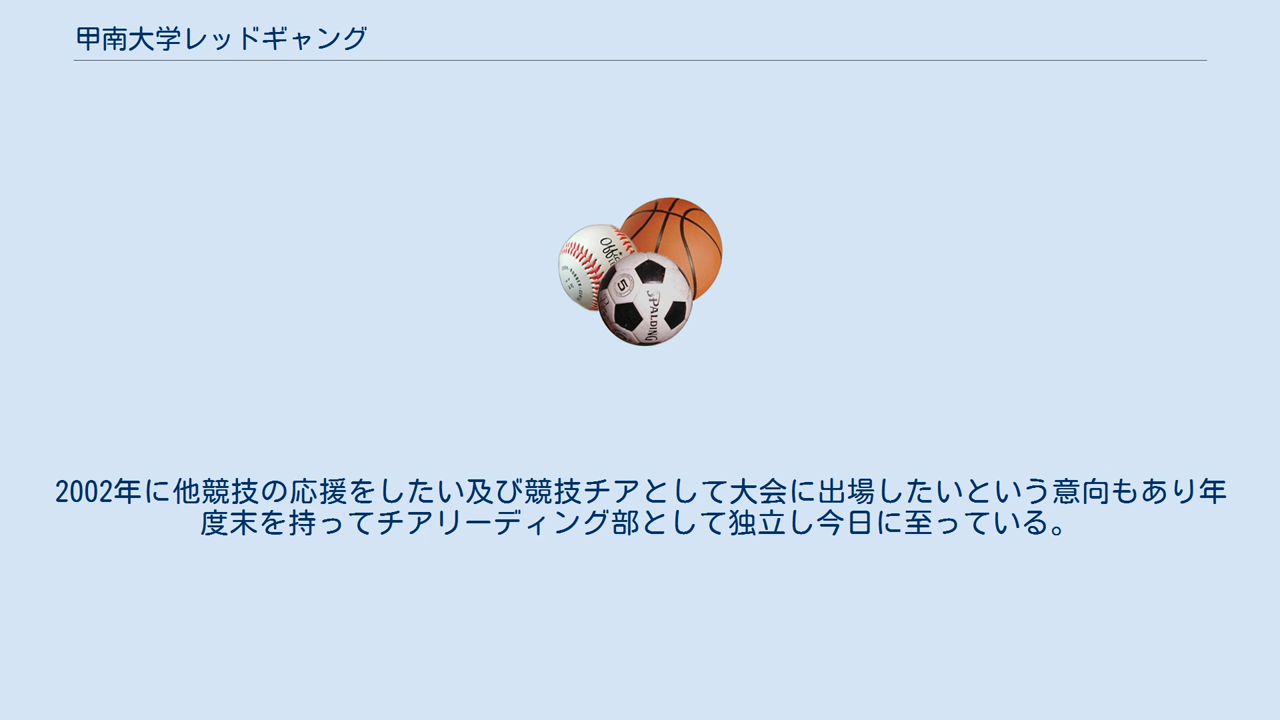 甲南大学レッドギャング
SPALDING
5
2002年に他競技の応援をしたい及び競技チアとして大会に出場したいという意向もあり年
度末を持ってチアリーディング部として独立し今日に至っている。